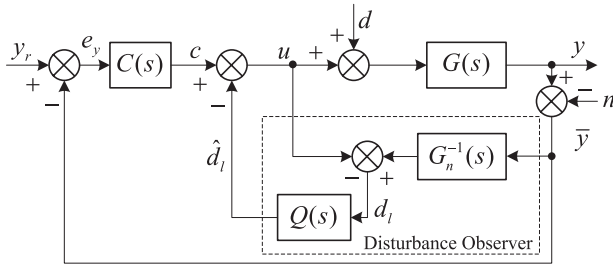 d
y_r + − e_y C(s) c + − u + + G(s) y
+ − n
ȳ
d̂_l − + G_n^{-1}(s)
Q(s) d_l
Disturbance Observer